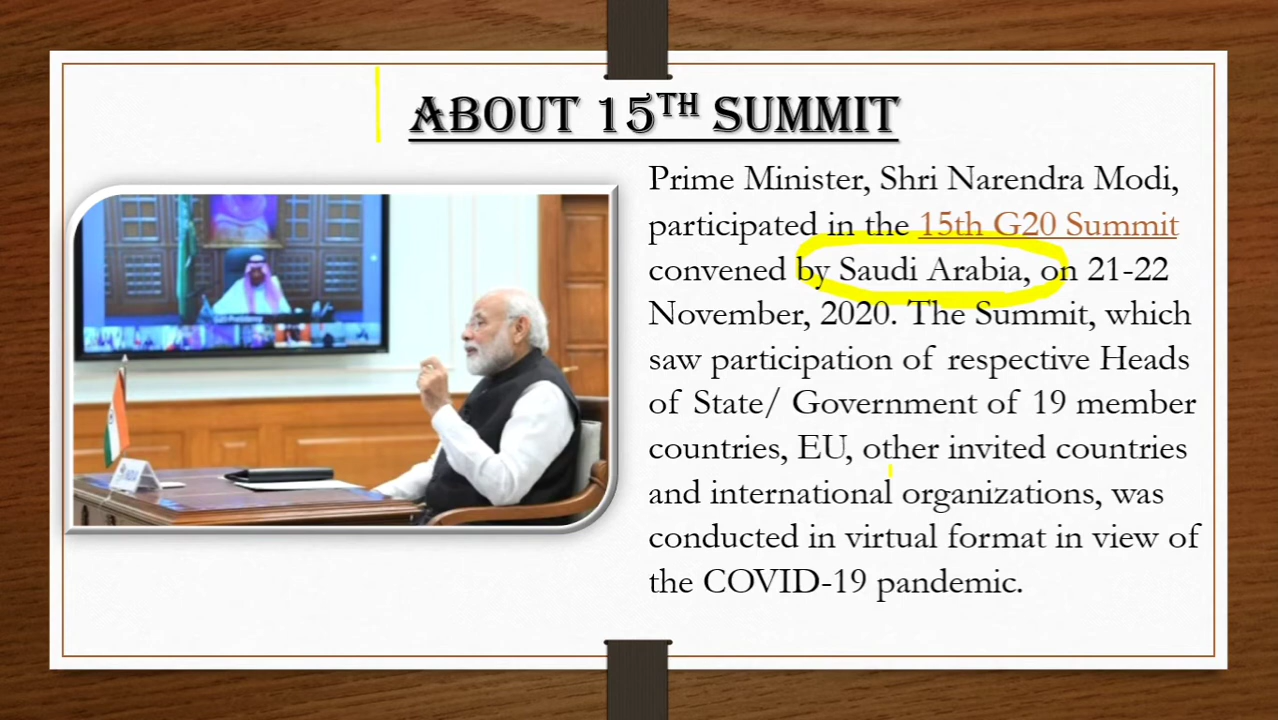 ABOUT 15TH SUMMIT
Prime Minister, Shri Narendra Modi,
participated in the 15th G20 Summit
convened by Saudi Arabia, on 21-22
November, 2020. The Summit, which
saw participation of respective Heads
of State/ Government of 19 member
countries, EU, other invited countries
and international organizations, was
conducted in virtual format in view of
the COVID-19 pandemic.
INDIA